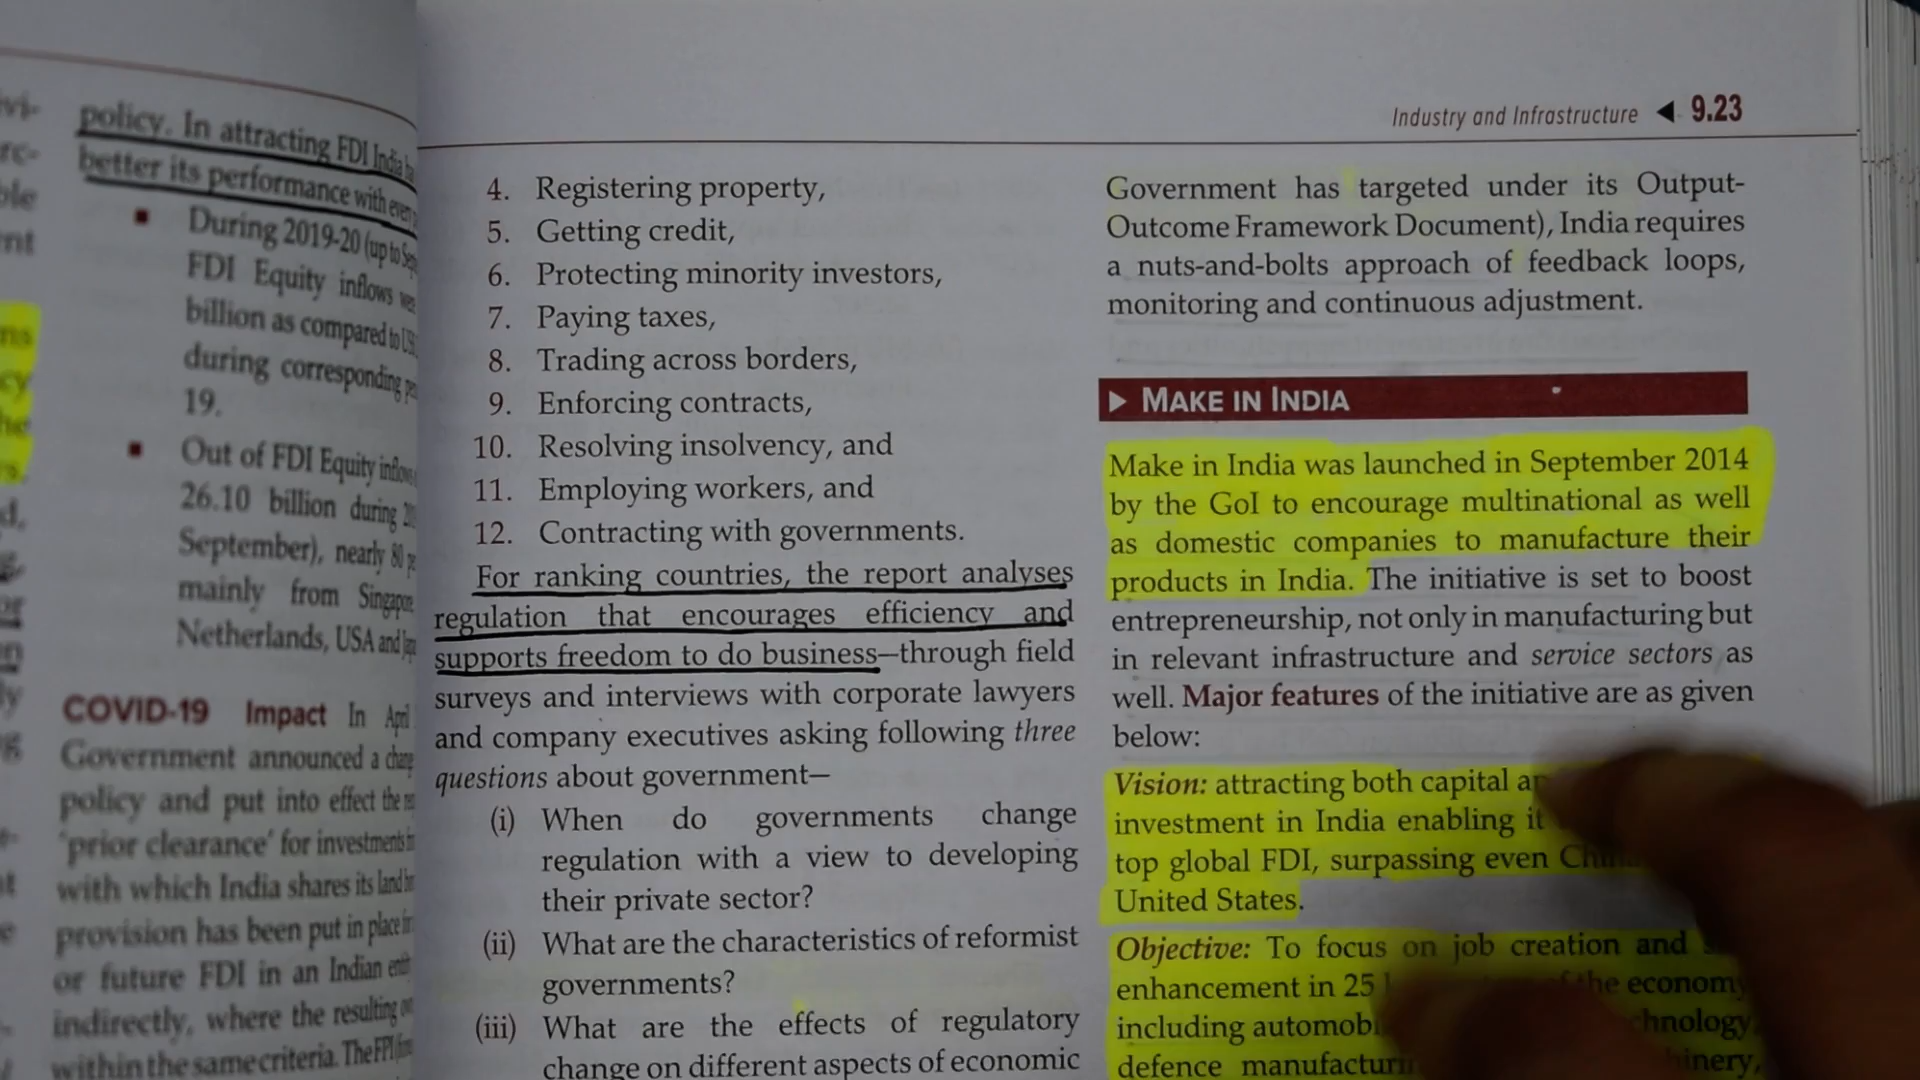 policy. In attracting FDI India
better its performance with
■ During 2019-20 (up to
FDI Equity inflows
billion as compared to
during corresponding
19.
■ Out of FDI Equity
26.10 billion during
September), nearly 80
mainly from
Netherlands, USA and
COVID-19 Impact In
Government announced a
policy and put into effect the
'prior clearance' for investments
with which India shares its land
provision has been put in place
or future FDI in an Indian
indirectly, where the resulting
within the same criteria. The FPI
Industry and Infrastructure ◀ 9.23
4. Registering property,
5. Getting credit,
6. Protecting minority investors,
7. Paying taxes,
8. Trading across borders,
9. Enforcing contracts,
10. Resolving insolvency, and
11. Employing workers, and
12. Contracting with governments.
For ranking countries, the report analyses
regulation that encourages efficiency and
supports freedom to do business—through field
surveys and interviews with corporate lawyers
and company executives asking following three
questions about government—
(i) When do governments change
regulation with a view to developing
their private sector?
(ii) What are the characteristics of reformist
governments?
(iii) What are the effects of regulatory
change on different aspects of economic
Government has targeted under its Output-
Outcome Framework Document), India requires
a nuts-and-bolts approach of feedback loops,
monitoring and continuous adjustment.
▶ MAKE IN INDIA
Make in India was launched in September 2014
by the GoI to encourage multinational as well
as domestic companies to manufacture their
products in India. The initiative is set to boost
entrepreneurship, not only in manufacturing but
in relevant infrastructure and service sectors as
well. Major features of the initiative are as given
below:
Vision: attracting both capital
investment in India enabling it
top global FDI, surpassing even
United States.
Objective: To focus on job creation and
enhancement in 25 the economy
including
defence